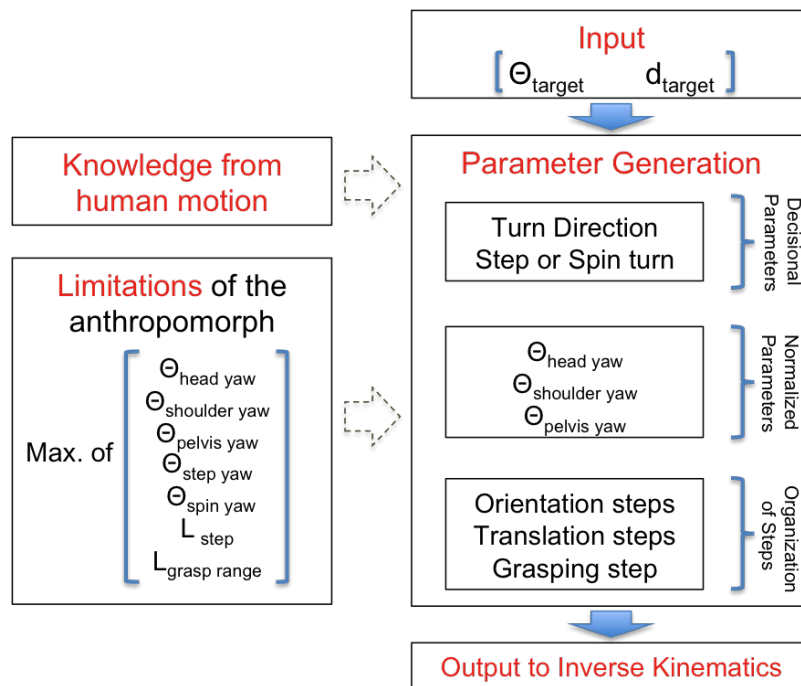 Input
Θtarget dtarget
Knowledge from
human motion
Parameter Generation
Turn Direction
Step or Spin turn
Decisional
Parameters
Limitations of the
anthropomorph
Max. of
Θhead yaw
Θshoulder yaw
Θpelvis yaw
Θstep yaw
Θspin yaw
L step
Lgrasp range
Θhead yaw
Θshoulder yaw
Θpelvis yaw
Normalized
Parameters
Orientation steps
Translation steps
Grasping step
Organization
of Steps
Output to Inverse Kinematics